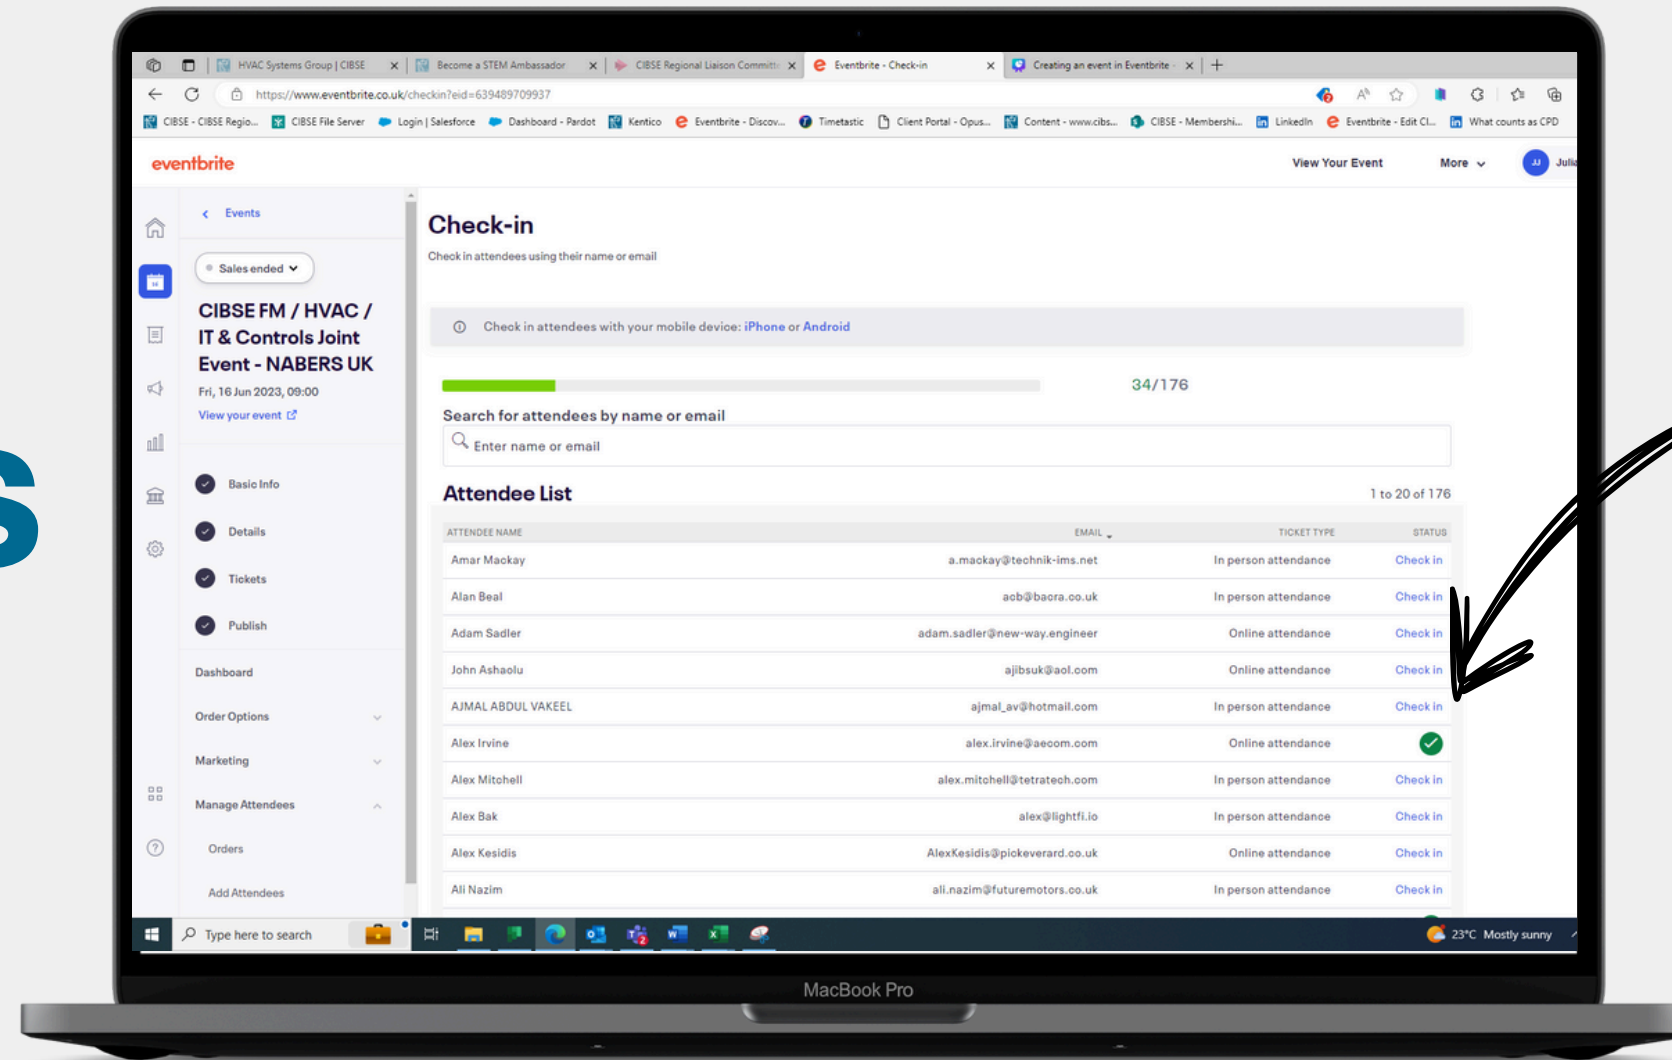 HVAC Systems Group | CIBSE
Become a STEM Ambassador
CIBSE Regional Liaison Committ
Eventbrite - Check-in
Creating an event in Eventbrite -
https://www.eventbrite.co.uk/checkin?eid=639489709937
CIBSE - CIBSE Regio... CIBSE File Server Login | Salesforce Dashboard - Pardot Kentico Eventbrite - Discov... Timetastic Client Portal - Opus... Content - www.cibs... CIBSE - Membershi... LinkedIn Eventbrite - Edit Cl... What counts as CPD
eventbrite
View Your Event More JJ Julia
Events
Sales ended
CIBSE FM / HVAC /
IT & Controls Joint
Event - NABERS UK
Fri, 16 Jun 2023, 09:00
View your event
Basic Info
Details
Tickets
Publish
Dashboard
Order Options
Marketing
Manage Attendees
Orders
Add Attendees
Check-in
Check in attendees using their name or email
Check in attendees with your mobile device: iPhone or Android
34/176
Search for attendees by name or email
Enter name or email
Attendee List 1 to 20 of 176
ATTENDEE NAME EMAIL TICKET TYPE STATUS
Amar Mackay a.mackay@technik-ims.net In person attendance Check in
Alan Beal acb@bacra.co.uk In person attendance Check in
Adam Sadler adam.sadler@new-way.engineer Online attendance Check in
John Ashaolu ajibsuk@aol.com Online attendance Check in
AJMAL ABDUL VAKEEL ajmal_av@hotmail.com In person attendance Check in
Alex Irvine alex.irvine@aecom.com Online attendance
Alex Mitchell alex.mitchell@tetratech.com In person attendance Check in
Alex Bak alex@lightfi.io In person attendance Check in
Alex Kesidis AlexKesidis@pickeverard.co.uk Online attendance Check in
Ali Nazim ali.nazim@futuremotors.co.uk In person attendance Check in
Type here to search
23°C Mostly sunny
MacBook Pro
s